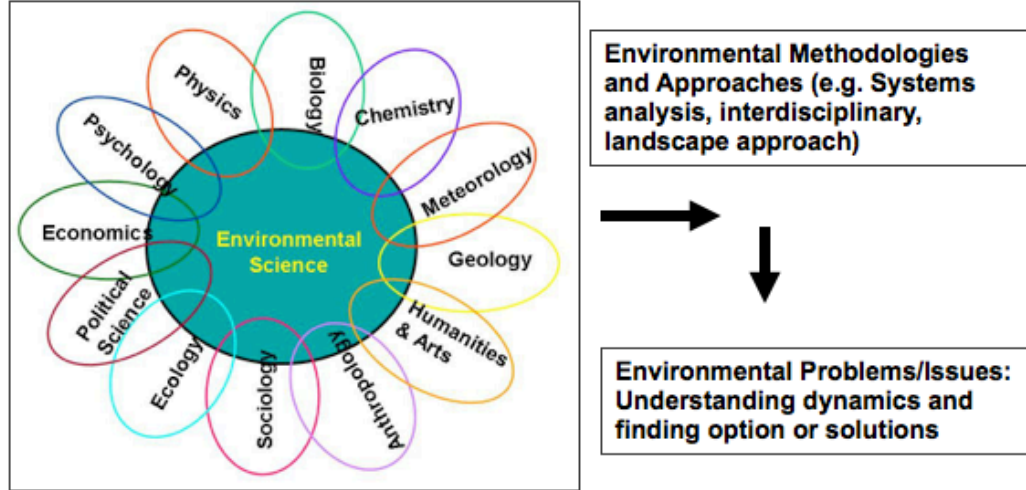 Physics
Biology
Chemistry
Psychology
Meteorology
Economics
Environmental
Science
Geology
Political
Science
Humanities
& Arts
Ecology
Sociology
Anthropology
Environmental Methodologies
and Approaches (e.g. Systems
analysis, interdisciplinary,
landscape approach)
Environmental Problems/Issues:
Understanding dynamics and
finding option or solutions